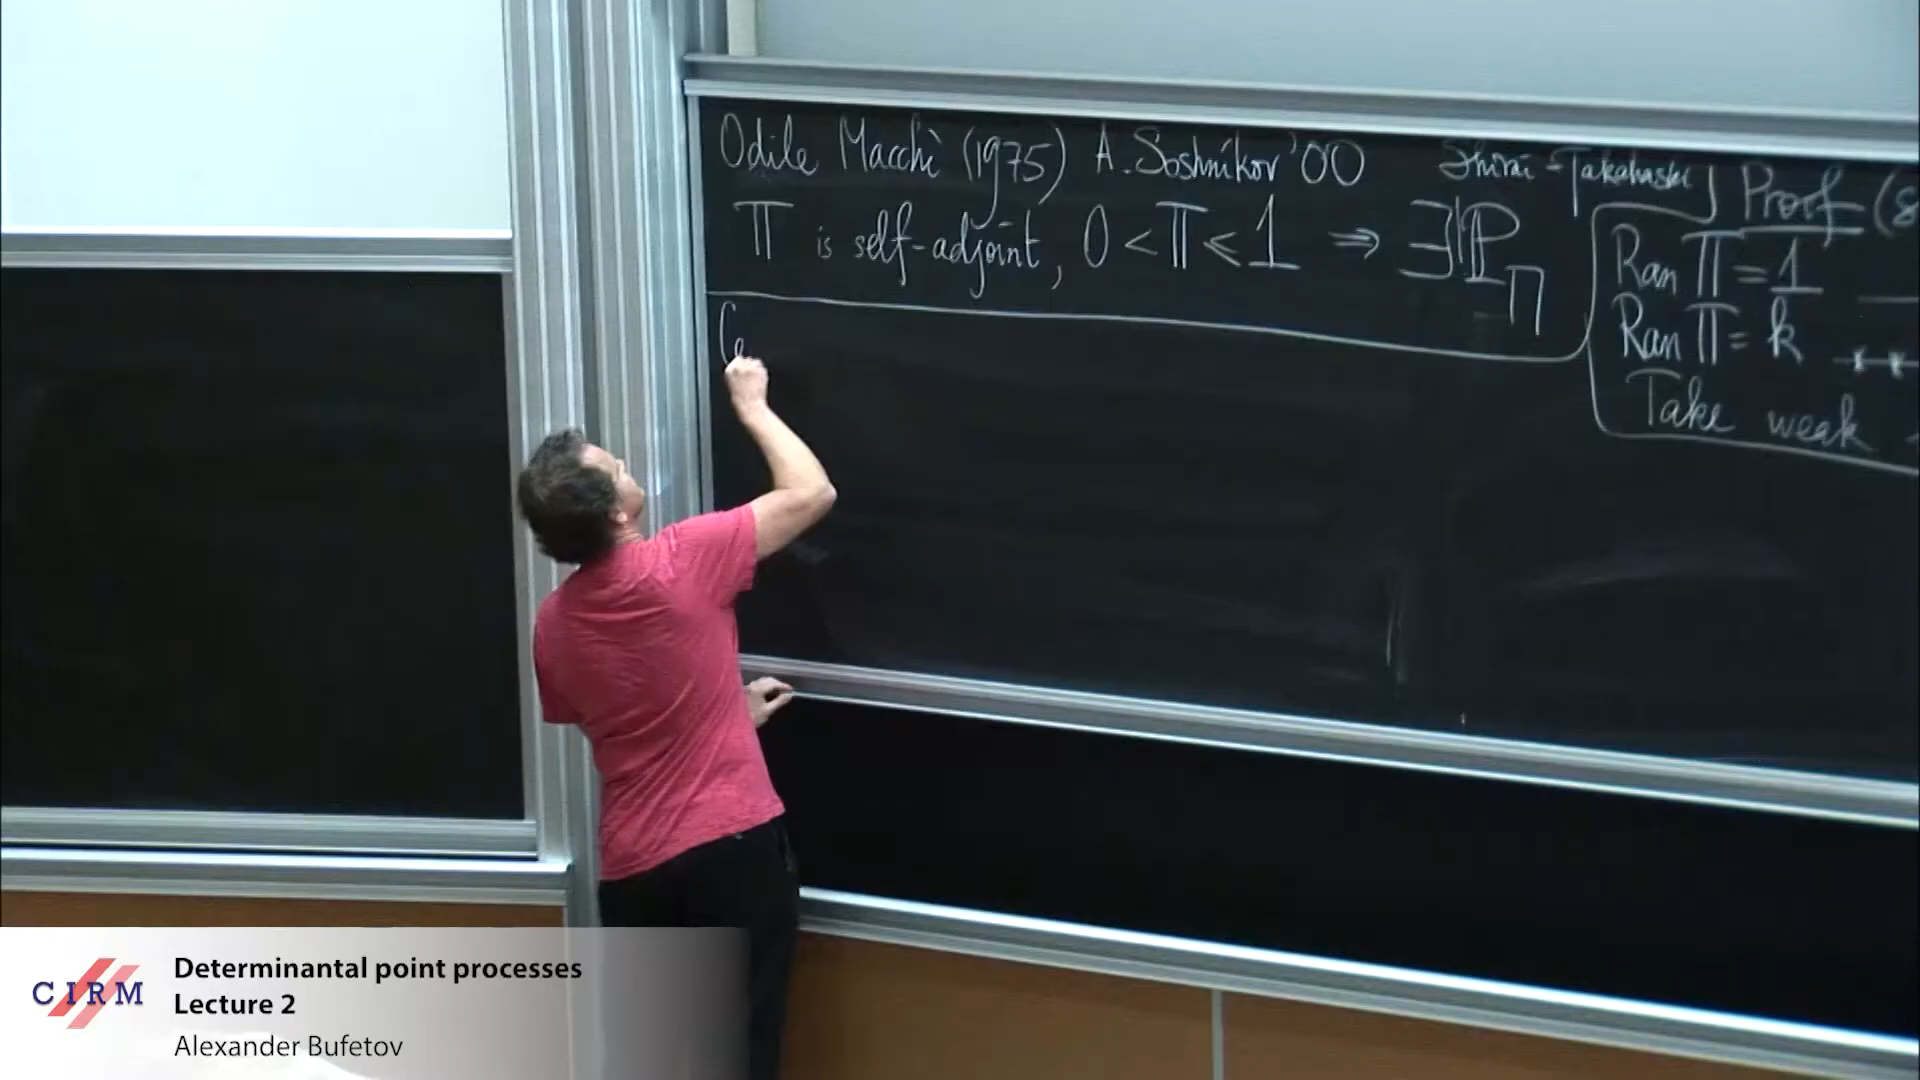 Odile Macchi (1975) A. Soshnikov '00 Shirai-Takahashi
Π is self-adjoint, 0 < Π ≤ 1 ⇒ ∃ ℙ_Π
Proof (
Ran Π = 1
Ran Π = k
Take weak
C
CIRM
Determinantal point processes
Lecture 2
Alexander Bufetov